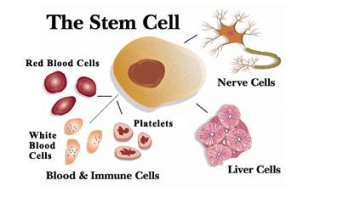 The Stem Cell
Red Blood Cells
Nerve Cells
Platelets
White
Blood
Cells
Liver Cells
Blood & Immune Cells